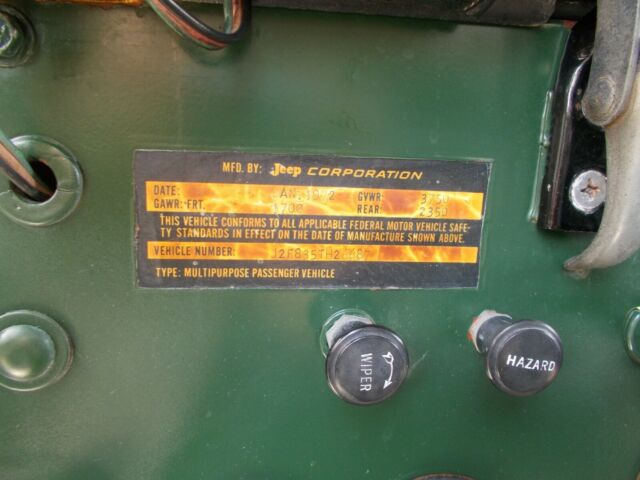 MFD. BY: Jeep CORPORATION
DATE: GVWR: 3750
GAWR: FRT. REAR: 2350
THIS VEHICLE CONFORMS TO ALL APPLICABLE FEDERAL MOTOR VEHICLE SAFE-
TY STANDARDS IN EFFECT ON THE DATE OF MANUFACTURE SHOWN ABOVE.
VEHICLE NUMBER:
TYPE: MULTIPURPOSE PASSENGER VEHICLE
WIPER
HAZARD